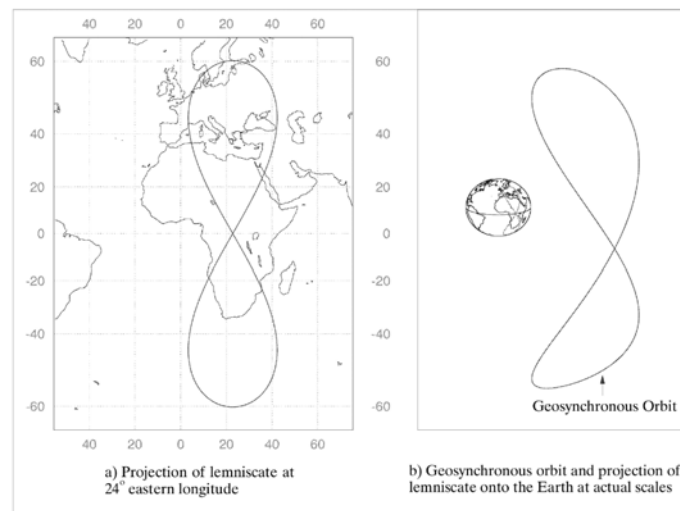 40 20 0 20 40 60
60
40
20
0
-20
-40
-60
40 20 0 20 40 60
a) Projection of lemniscate at
24° eastern longitude
60
40
20
0
-20
-40
-60
Geosynchronous Orbit
b) Geosynchronous orbit and projection of
lemniscate onto the Earth at actual scales